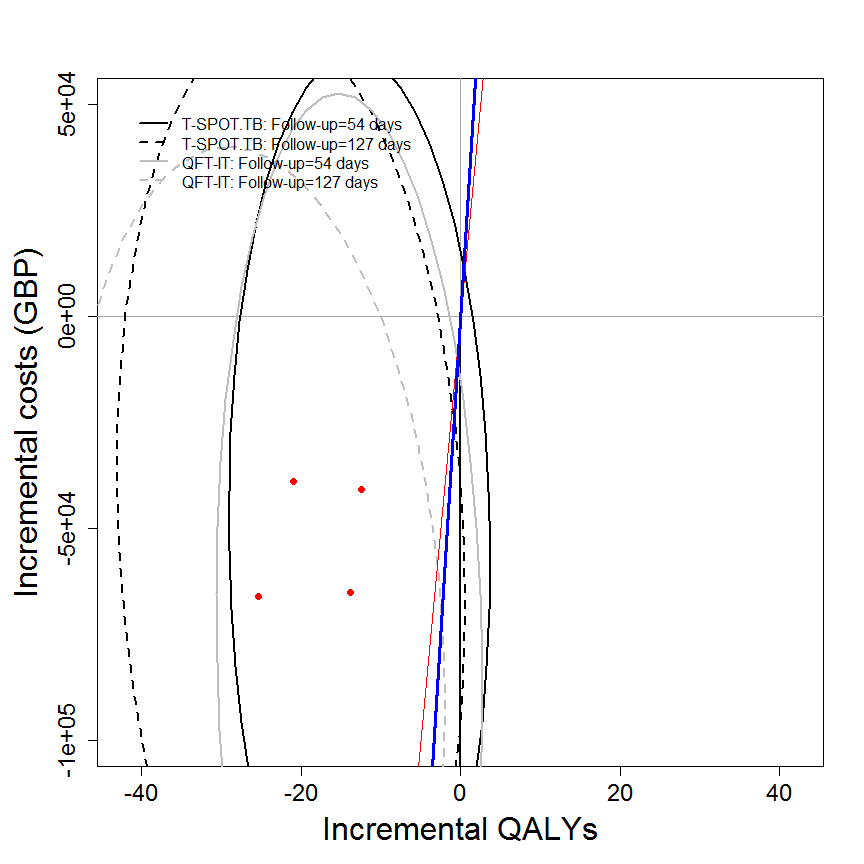 T-SPOT.TB: Follow-up=54 days
T-SPOT.TB: Follow-up=127 days
QFT-IT: Follow-up=54 days
QFT-IT: Follow-up=127 days
Incremental costs (GBP)
5e+04
0e+00
-5e+04
-1e+05
-40 -20 0 20 40
Incremental QALYs